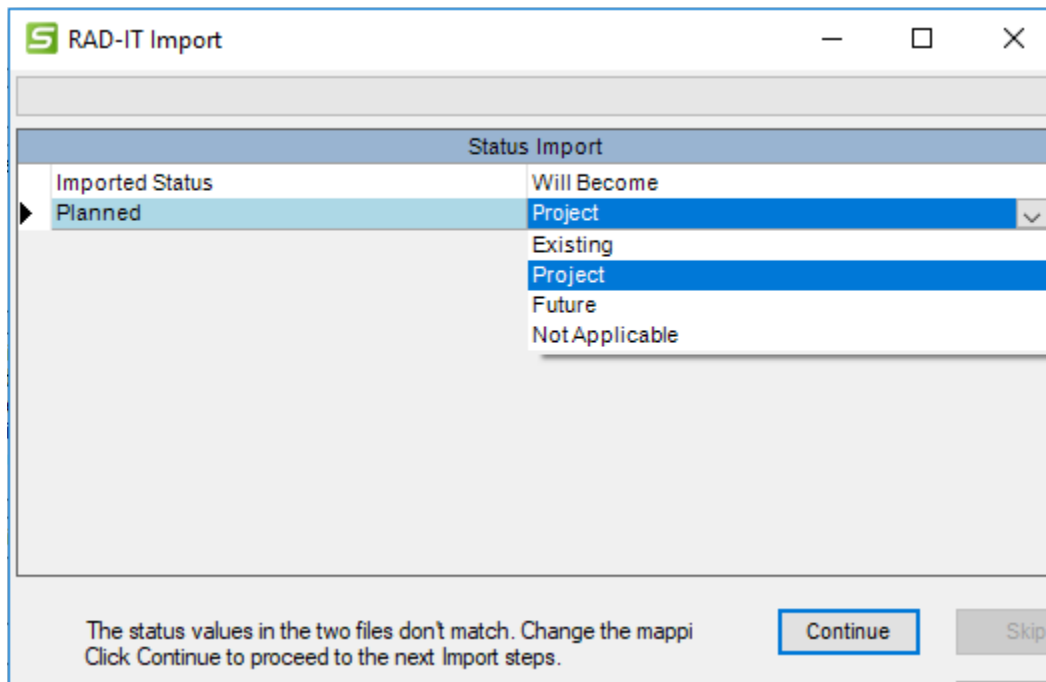 RAD-IT Import
Status Import
Imported Status Will Become
Planned Project
Existing
Project
Future
Not Applicable
The status values in the two files don't match. Change the mappi
Click Continue to proceed to the next Import steps.
Continue
Skip